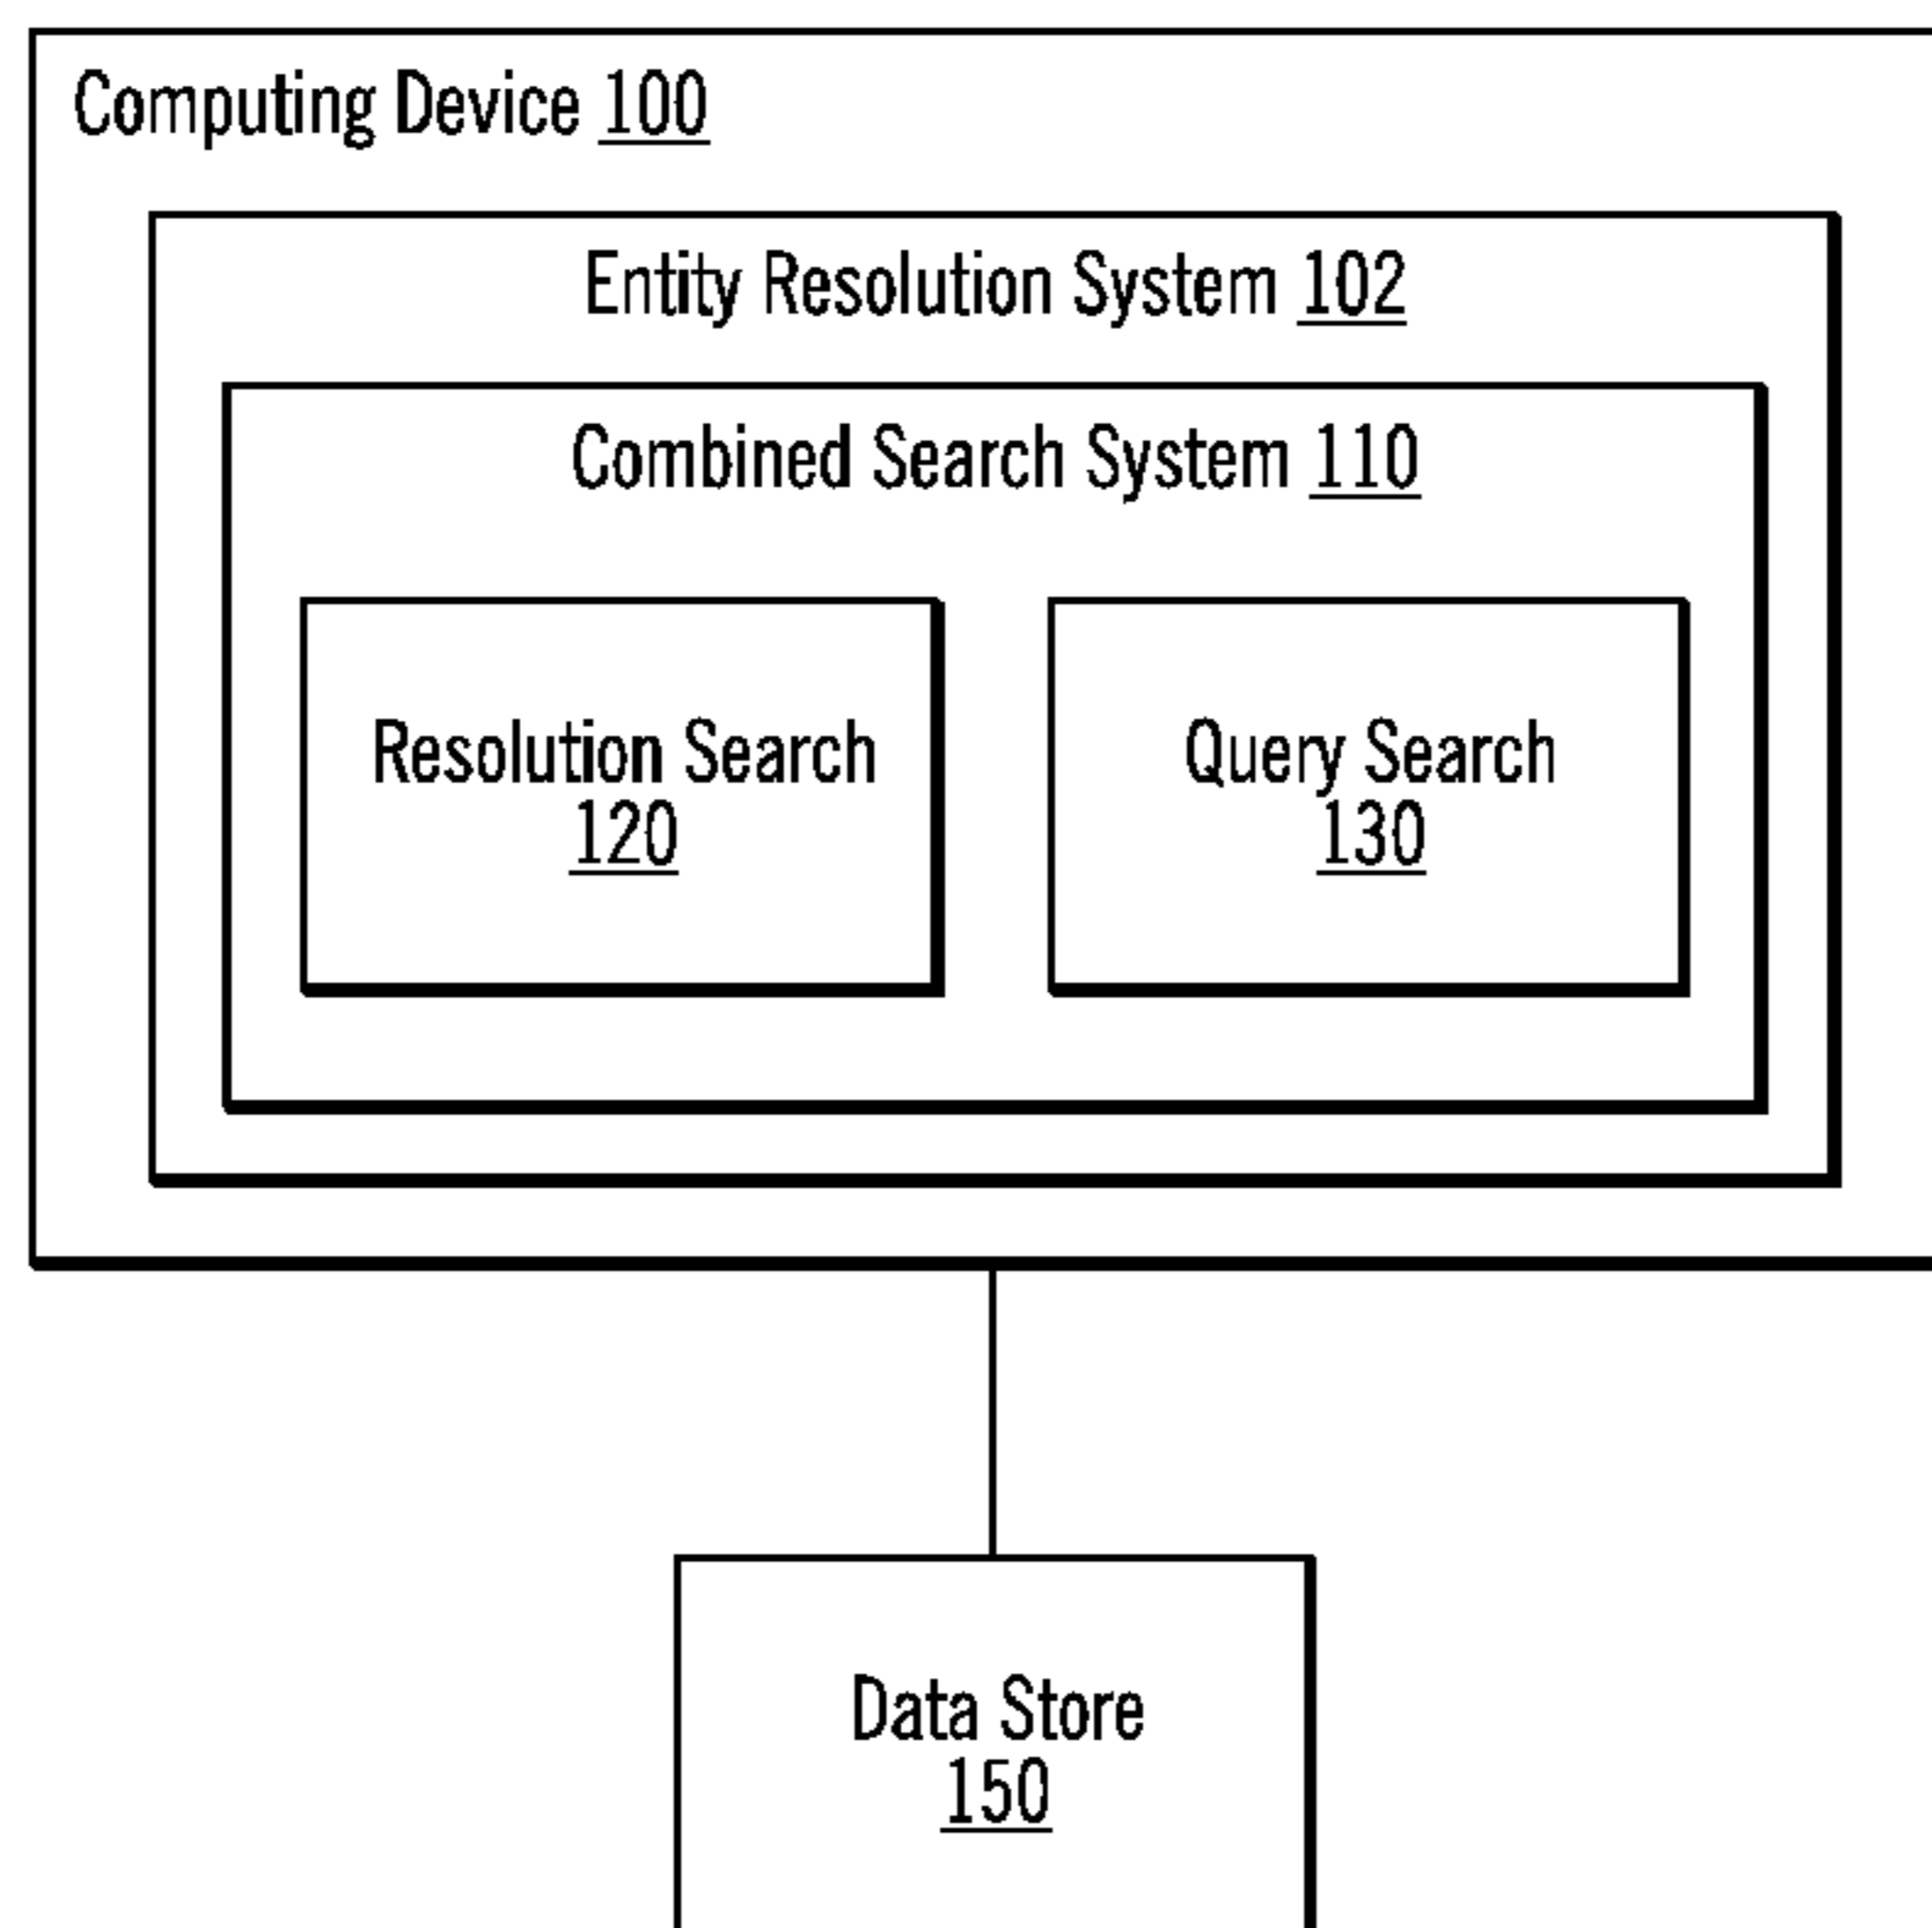 Computing Device 100
Entity Resolution System 102
Combined Search System 110
Resolution Search
120
Query Search
130
Data Store
150